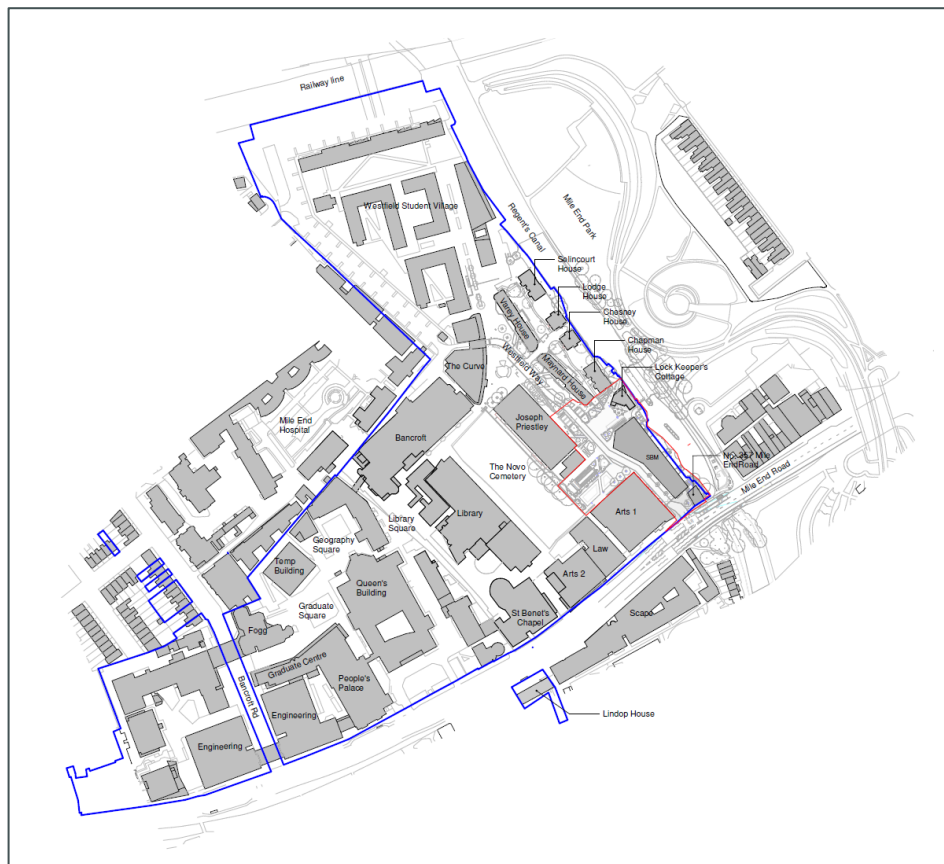 Railway line
Westfield Student Village
Regent's Canal
Mile End Park
Selincourt
House
Lodge
House
Chesney
House
Varey House
Chapman
House
Westfield Way
Maynard House
Lock Keeper's
Cottage
The Curve
Mile End
Hospital
Joseph
Priestley
Bancroft
SBM
No. 357 Mile
EndRoad
Mile End Road
The Novo
Cemetery
Library
Library
Square
Arts 1
Geography
Square
Law
Temp
Building
Arts 2
Queen's
Building
Graduate
Square
St Benet's
Chapel
Scape
Fogg
Graduate Centre
People's
Palace
Bancroft Rd
Engineering
Lindop House
Engineering